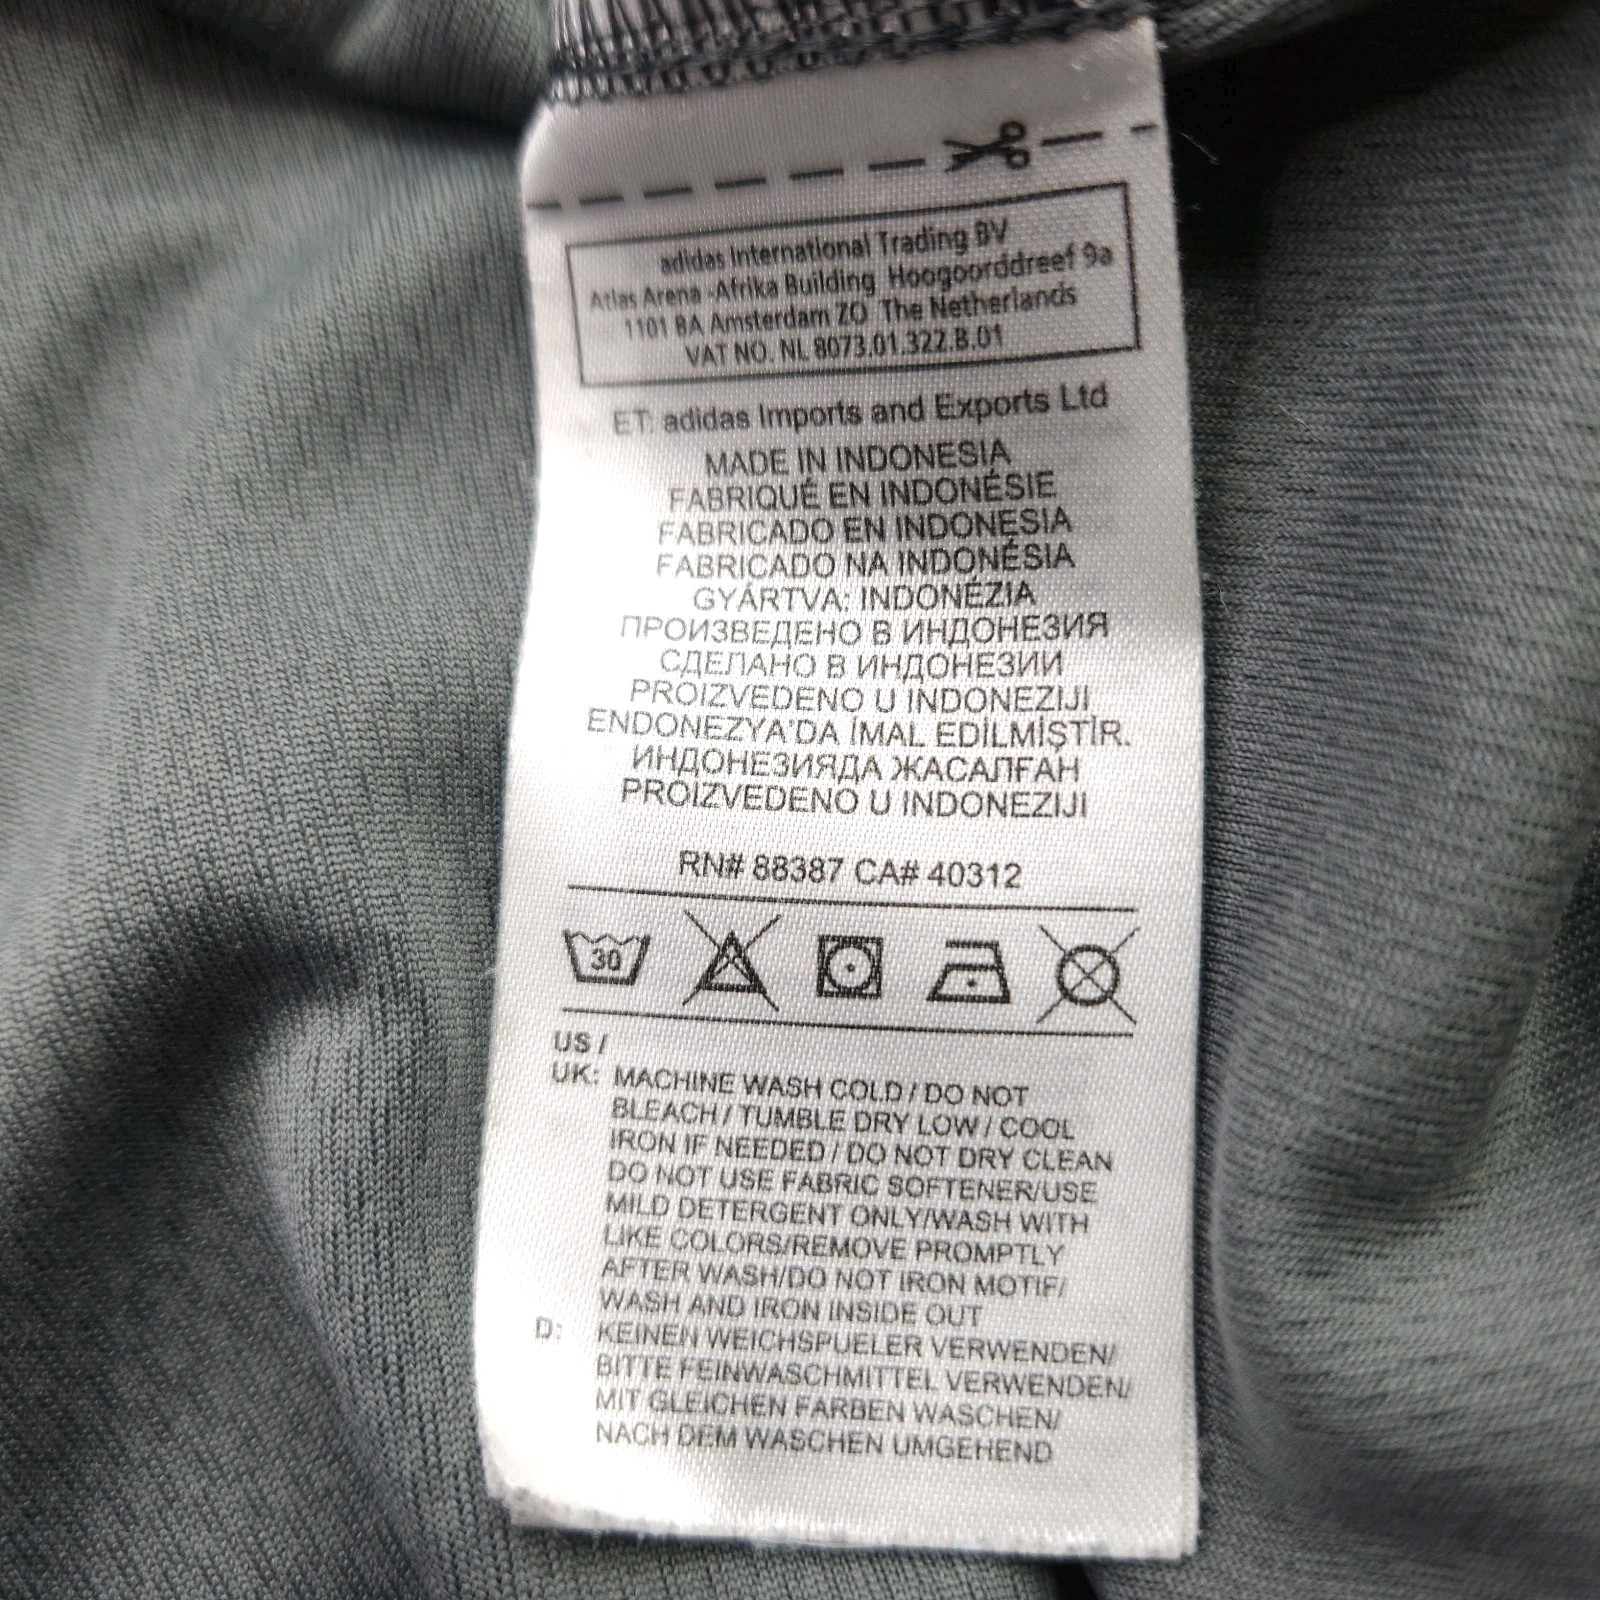 adidas International Trading BV
Atlas Arena -Afrika Building Hoogoorddreef 9a
1101 BA Amsterdam ZO The Netherlands
VAT NO. NL 8073.01.322.B.01
ET: adidas Imports and Exports Ltd
MADE IN INDONESIA
FABRIQUÉ EN INDONÉSIE
FABRICADO EN INDONESIA
FABRICADO NA INDONÉSIA
GYÁRTVA: INDONÉZIA
ПРОИЗВЕДЕНО В ИНДОНЕЗИЯ
СДЕЛАНО В ИНДОНЕЗИИ
PROIZVEDENO U INDONEZIJI
ENDONEZYA'DA İMAL EDİLMİŞTİR.
ИНДОНЕЗИЯДА ЖАСАЛҒАН
PROIZVEDENO U INDONEZIJI
RN# 88387 CA# 40312
30
US /
UK: MACHINE WASH COLD / DO NOT
BLEACH / TUMBLE DRY LOW / COOL
IRON IF NEEDED / DO NOT DRY CLEAN
DO NOT USE FABRIC SOFTENER/USE
MILD DETERGENT ONLY/WASH WITH
LIKE COLORS/REMOVE PROMPTLY
AFTER WASH/DO NOT IRON MOTIF/
WASH AND IRON INSIDE OUT
D: KEINEN WEICHSPUELER VERWENDEN/
BITTE FEINWASCHMITTEL VERWENDEN/
MIT GLEICHEN FARBEN WASCHEN/
NACH DEM WASCHEN UMGEHEND